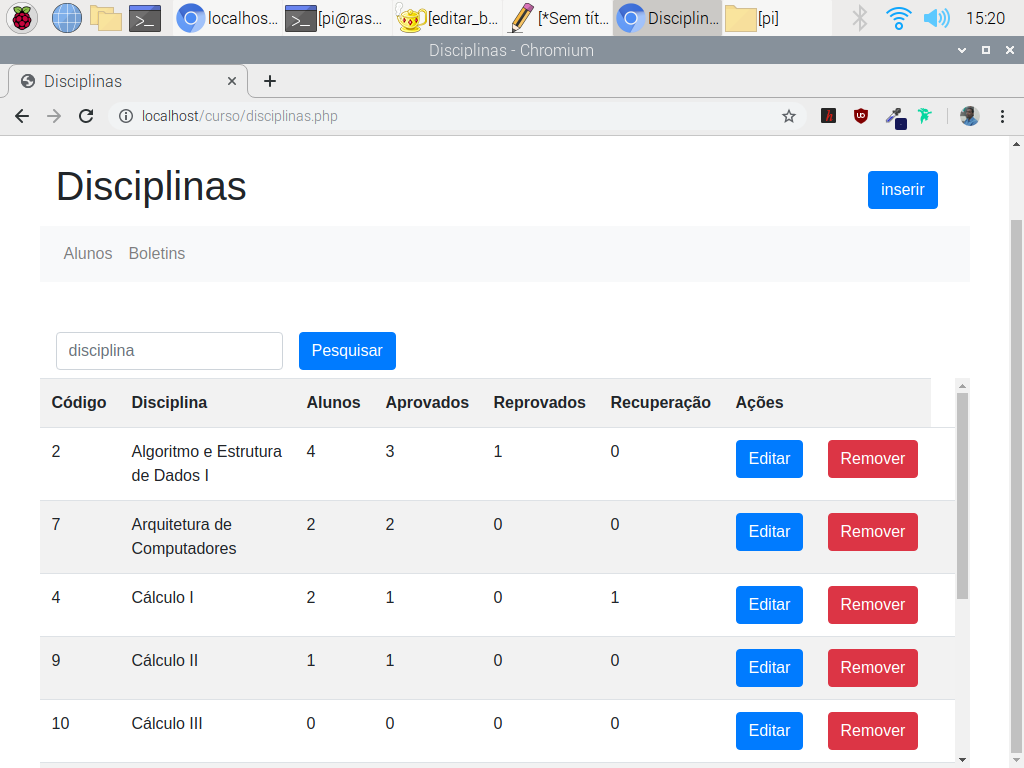 localhos... [pi@ras... [editar_b... [*Sem tít... Disciplin... [pi] 15:20
Disciplinas - Chromium
Disciplinas
localhost/curso/disciplinas.php
Disciplinas
inserir
Alunos Boletins
disciplina Pesquisar
Código Disciplina Alunos Aprovados Reprovados Recuperação Ações
2 Algoritmo e Estrutura 4 3 1 0 Editar Remover
de Dados I
7 Arquitetura de 2 2 0 0 Editar Remover
Computadores
4 Cálculo I 2 1 0 1 Editar Remover
9 Cálculo II 1 1 0 0 Editar Remover
10 Cálculo III 0 0 0 0 Editar Remover